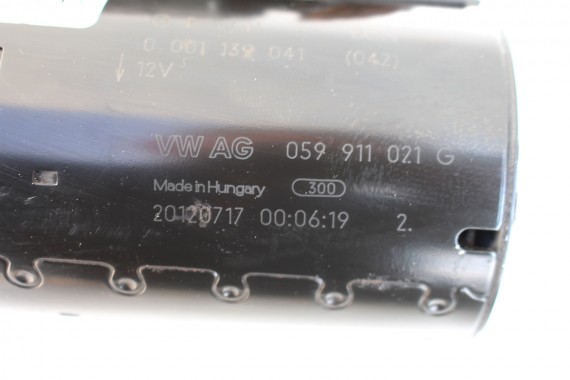 0 001 139 041 (042)
12V
VW AG 059 911 021 G
Made in Hungary 300
20120717 00:06:19 2.